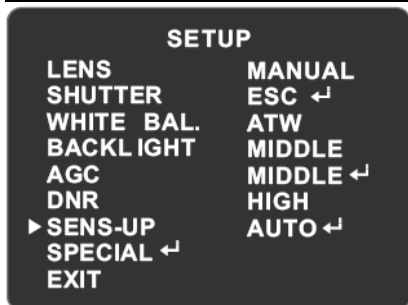 SETUP
LENS MANUAL
SHUTTER ESC ↵
WHITE BAL. ATW
BACKLIGHT MIDDLE
AGC MIDDLE ↵
DNR HIGH
▶SENS-UP AUTO ↵
SPECIAL ↵
EXIT